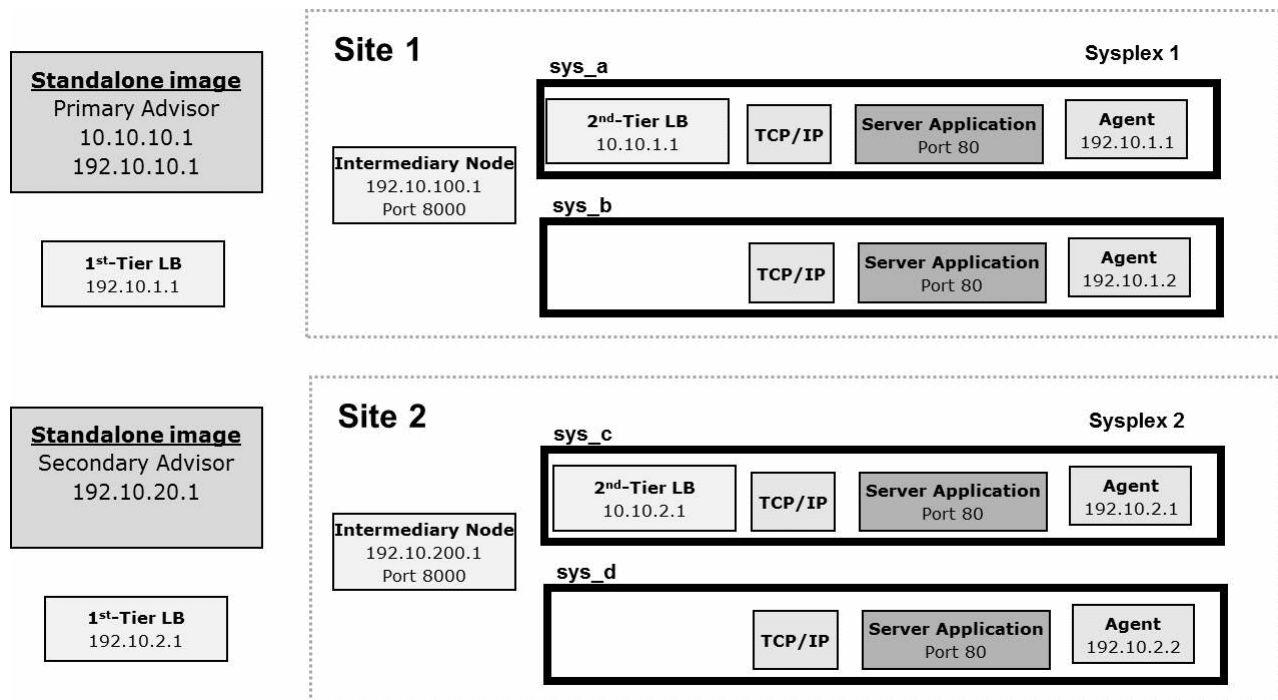 Standalone image
Primary Advisor
10.10.10.1
192.10.10.1
1st-Tier LB
192.10.1.1
Site 1
Sysplex 1
Intermediary Node
192.10.100.1
Port 8000
sys_a
2nd-Tier LB
10.10.1.1
TCP/IP
Server Application
Port 80
Agent
192.10.1.1
sys_b
TCP/IP
Server Application
Port 80
Agent
192.10.1.2
Standalone image
Secondary Advisor
192.10.20.1
1st-Tier LB
192.10.2.1
Site 2
Sysplex 2
Intermediary Node
192.10.200.1
Port 8000
sys_c
2nd-Tier LB
10.10.2.1
TCP/IP
Server Application
Port 80
Agent
192.10.2.1
sys_d
TCP/IP
Server Application
Port 80
Agent
192.10.2.2